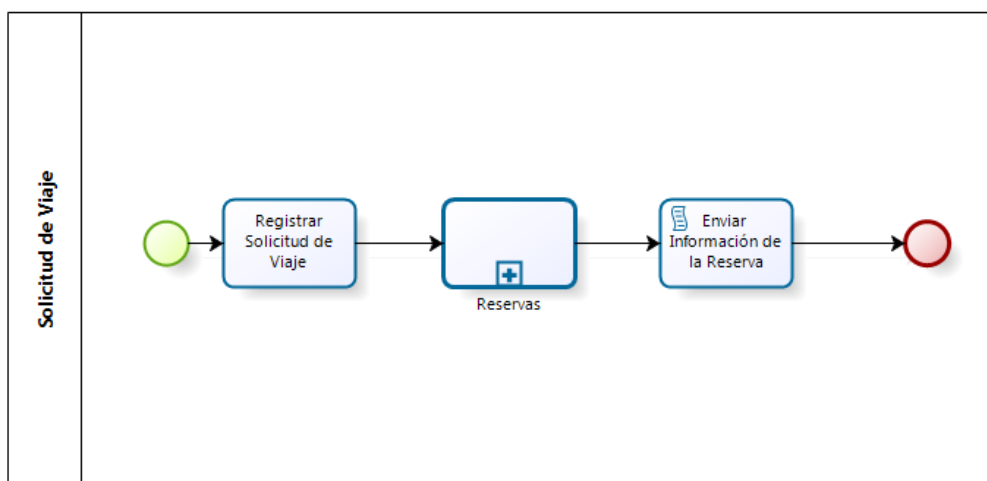 Solicitud de Viaje
Registrar
Solicitud de
Viaje
Reservas
Enviar
Información de
la Reserva